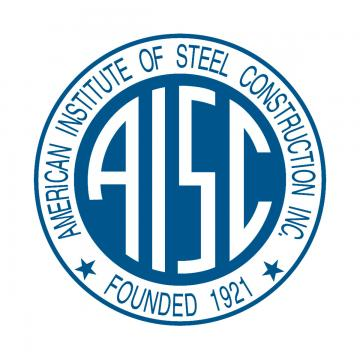 AMERICAN INSTITUTE OF STEEL CONSTRUCTION INC.
AISC
FOUNDED 1921